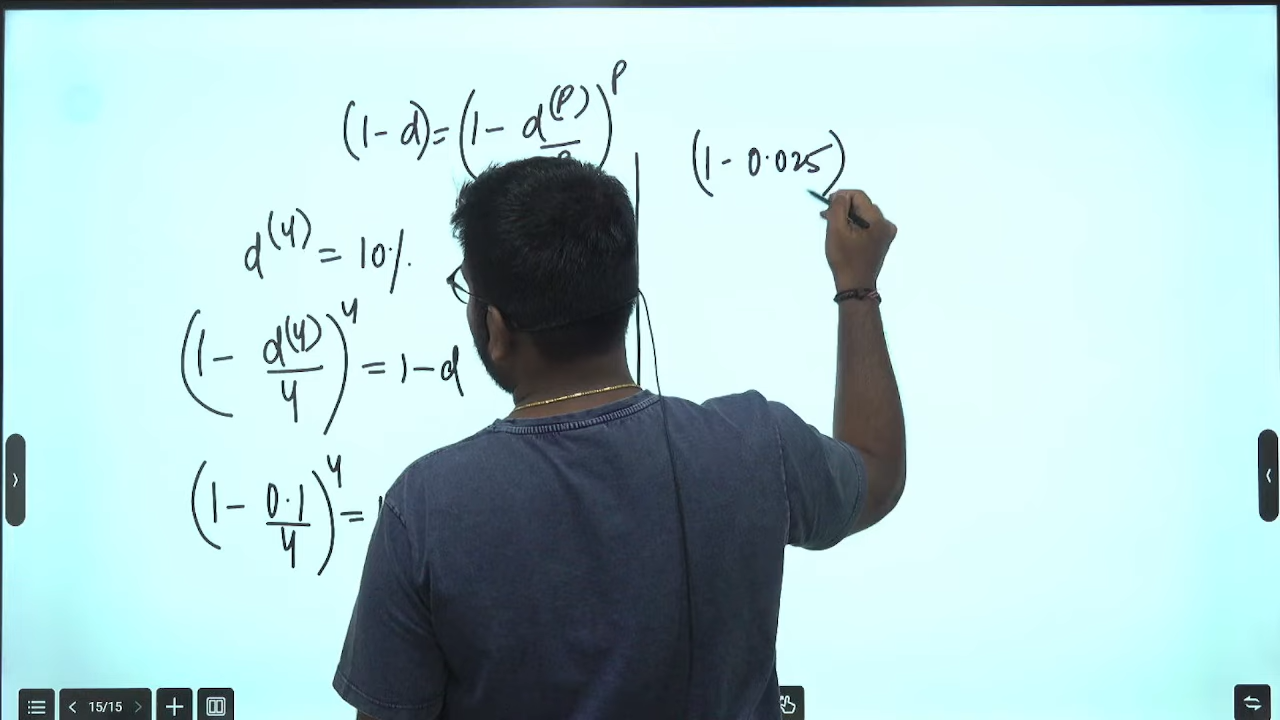 (1 - d) = (1 - d^(P)/P)^P
d^(4) = 10%
(1 - d^(4)/4)^4 = 1 - d
(1 - 0.1/4)^4 =
(1 - 0.025)
15/15